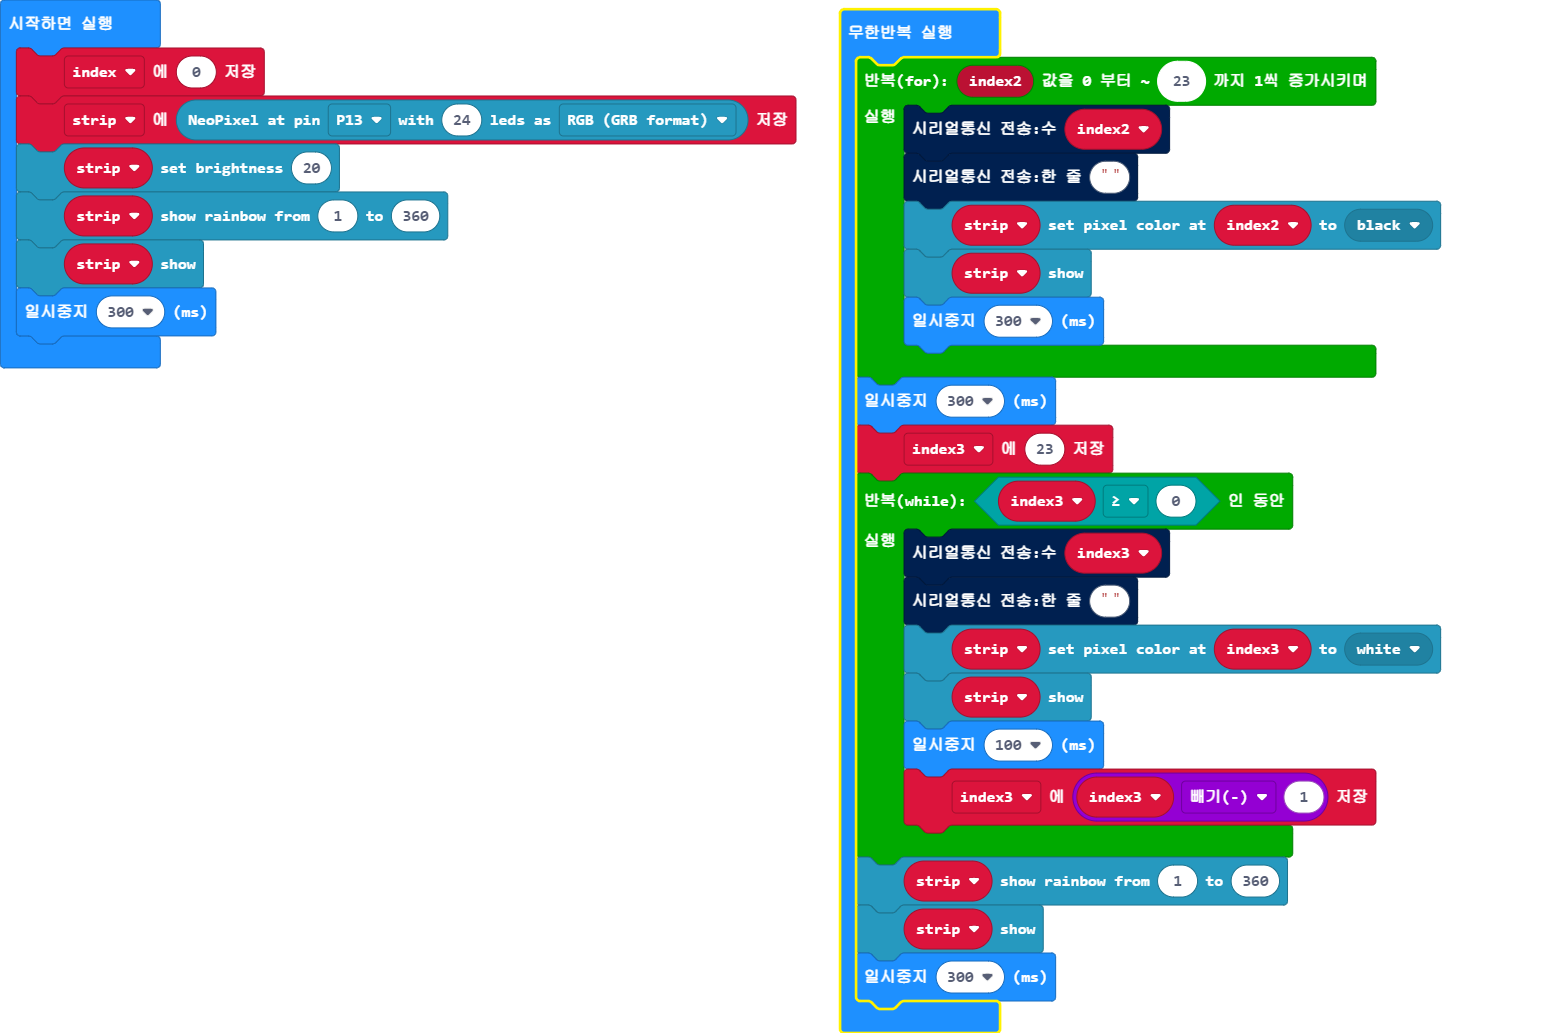 시작하면 실행
index 에 0 저장
strip 에 NeoPixel at pin P13 with 24 leds as RGB (GRB format) 저장
strip set brightness 20
strip show rainbow from 1 to 360
strip show
일시중지 300 (ms)
무한반복 실행
반복(for): index2 값을 0 부터 ~ 23 까지 1씩 증가시키며
실행
시리얼통신 전송:수 index2
시리얼통신 전송:한 줄 " "
strip set pixel color at index2 to black
strip show
일시중지 300 (ms)
일시중지 300 (ms)
index3 에 23 저장
반복(while): index3 ≥ 0 인 동안
실행
시리얼통신 전송:수 index3
시리얼통신 전송:한 줄 " "
strip set pixel color at index3 to white
strip show
일시중지 100 (ms)
index3 에 index3 빼기(-) 1 저장
strip show rainbow from 1 to 360
strip show
일시중지 300 (ms)